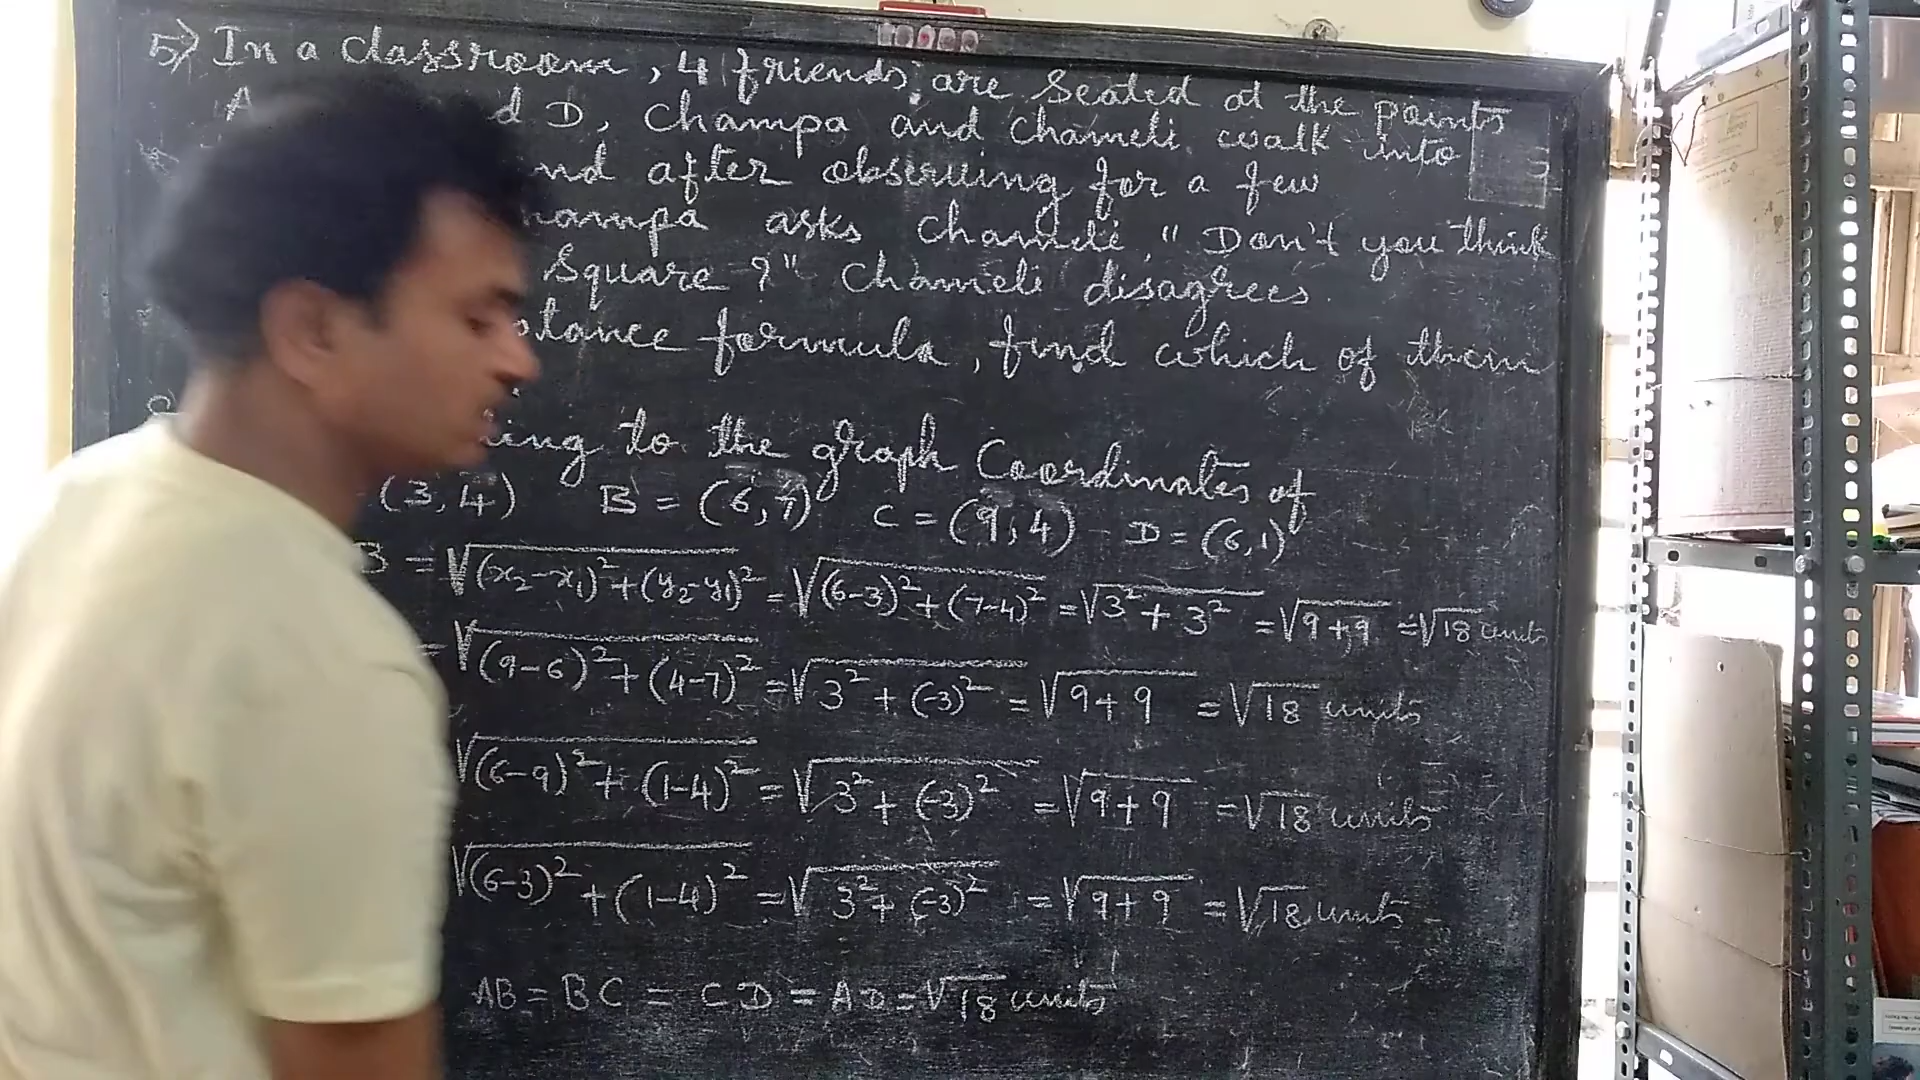 5) In a classroom, 4 friends are Seated at the points
A d D, Champa and Chameli walk into
nd after observing for a few
hampa asks Chameli, "Don't you think
Square ?" Chameli disagrees.
stance formula, find which of them
ing to the graph Coordinates of
(3,4) B = (6,7) C = (9,4) D = (6,1)
B = √(x₂-x₁)²+(y₂-y₁)² = √(6-3)²+(7-4)² = √3²+3² = √9+9 = √18 units
= √(9-6)²+(4-7)² = √3²+(-3)² = √9+9 = √18 units
√(6-9)²+(1-4)² = √3²+(-3)² = √9+9 = √18 units
√(6-3)²+(1-4)² = √3²+(-3)² = √9+9 = √18 units
AB = BC = CD = AD = √18 units